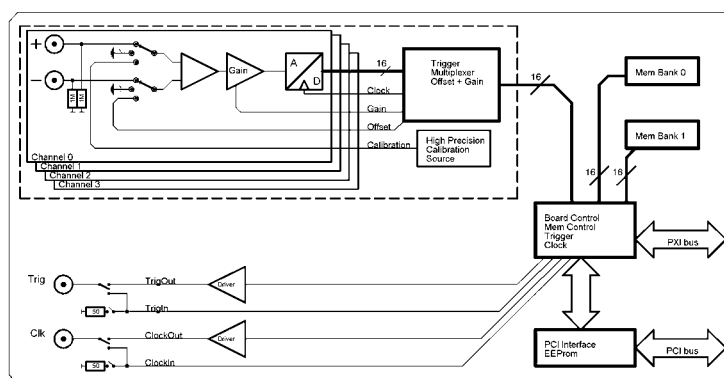 +
−
1M 1M
Gain
A
D
16
Trigger
Multiplexer
Offset + Gain
16
Mem Bank 0
Mem Bank 1
Clock
Gain
Offset
Calibration
High Precision
Calibration
Source
16
16
Channel 0
Channel 1
Channel 2
Channel 3
Board Control
Mem Control
Trigger
Clock
PXI bus
Trig
TrigOut
Driver
50
TrigIn
Clk
ClockOut
Driver
50
ClockIn
PCI Interface
EEProm
PCI bus